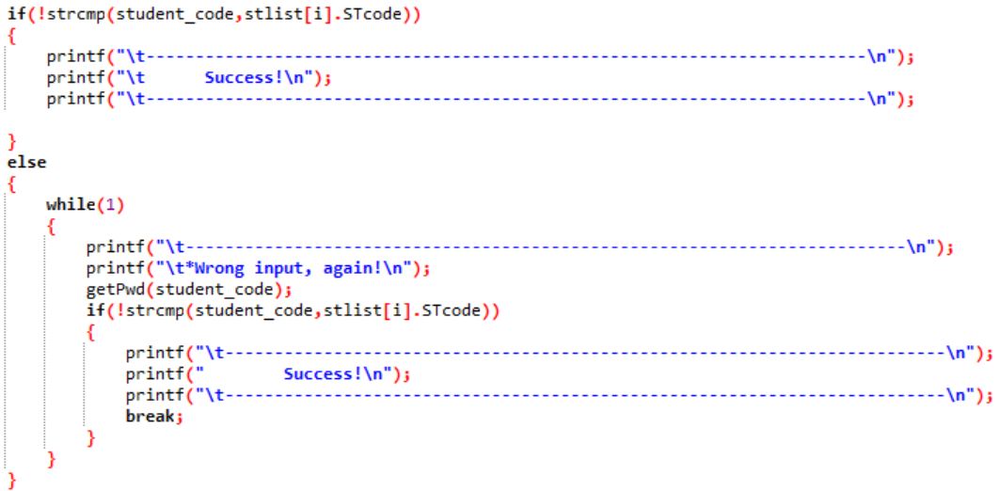 if(!strcmp(student_code,stlist[i].STcode))
{
    printf("\t-------------------------------------------------------------------------\n");
    printf("\t      Success!\n");
    printf("\t-------------------------------------------------------------------------\n");
}
else
{
    while(1)
    {
        printf("\t-------------------------------------------------------------------------\n");
        printf("\t*Wrong input, again!\n");
        getPwd(student_code);
        if(!strcmp(student_code,stlist[i].STcode))
        {
            printf("\t-------------------------------------------------------------------------\n");
            printf("        Success!\n");
            printf("\t-------------------------------------------------------------------------\n");
            break;
        }
    }
}